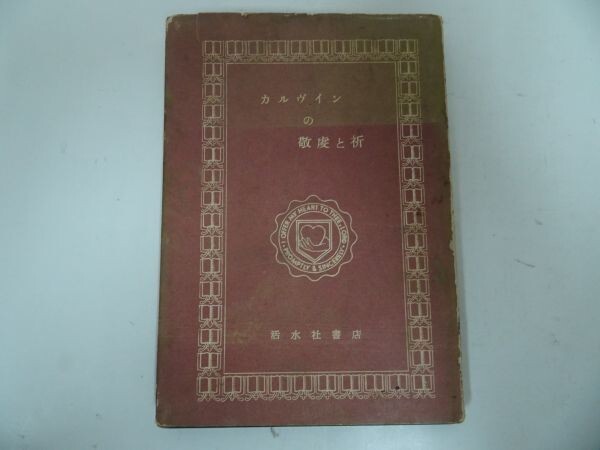 カルヴイン
の
敬虔と祈
I OFFER MY HEART TO THEE LORD
PROMPTLY & SINCERELY
活水社書店